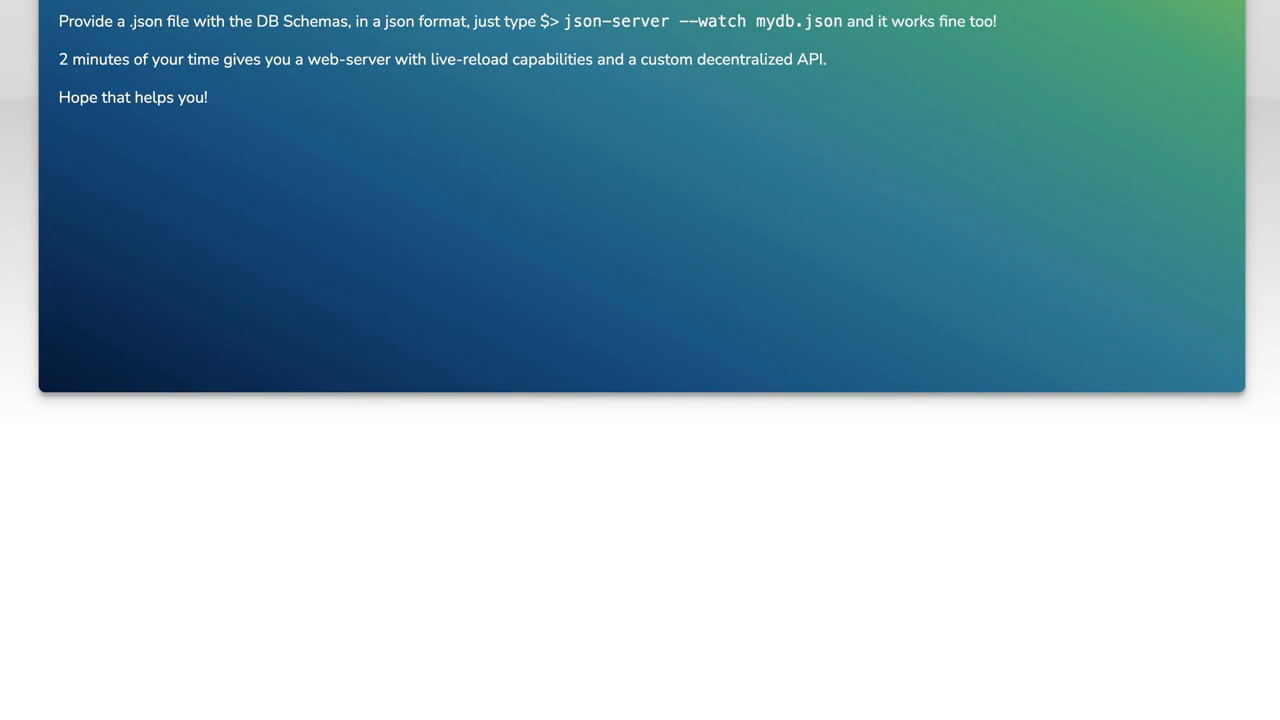 Provide a .json file with the DB Schemas, in a json format, just type $> json-server --watch mydb.json and it works fine too!
2 minutes of your time gives you a web-server with live-reload capabilities and a custom decentralized API.
Hope that helps you!